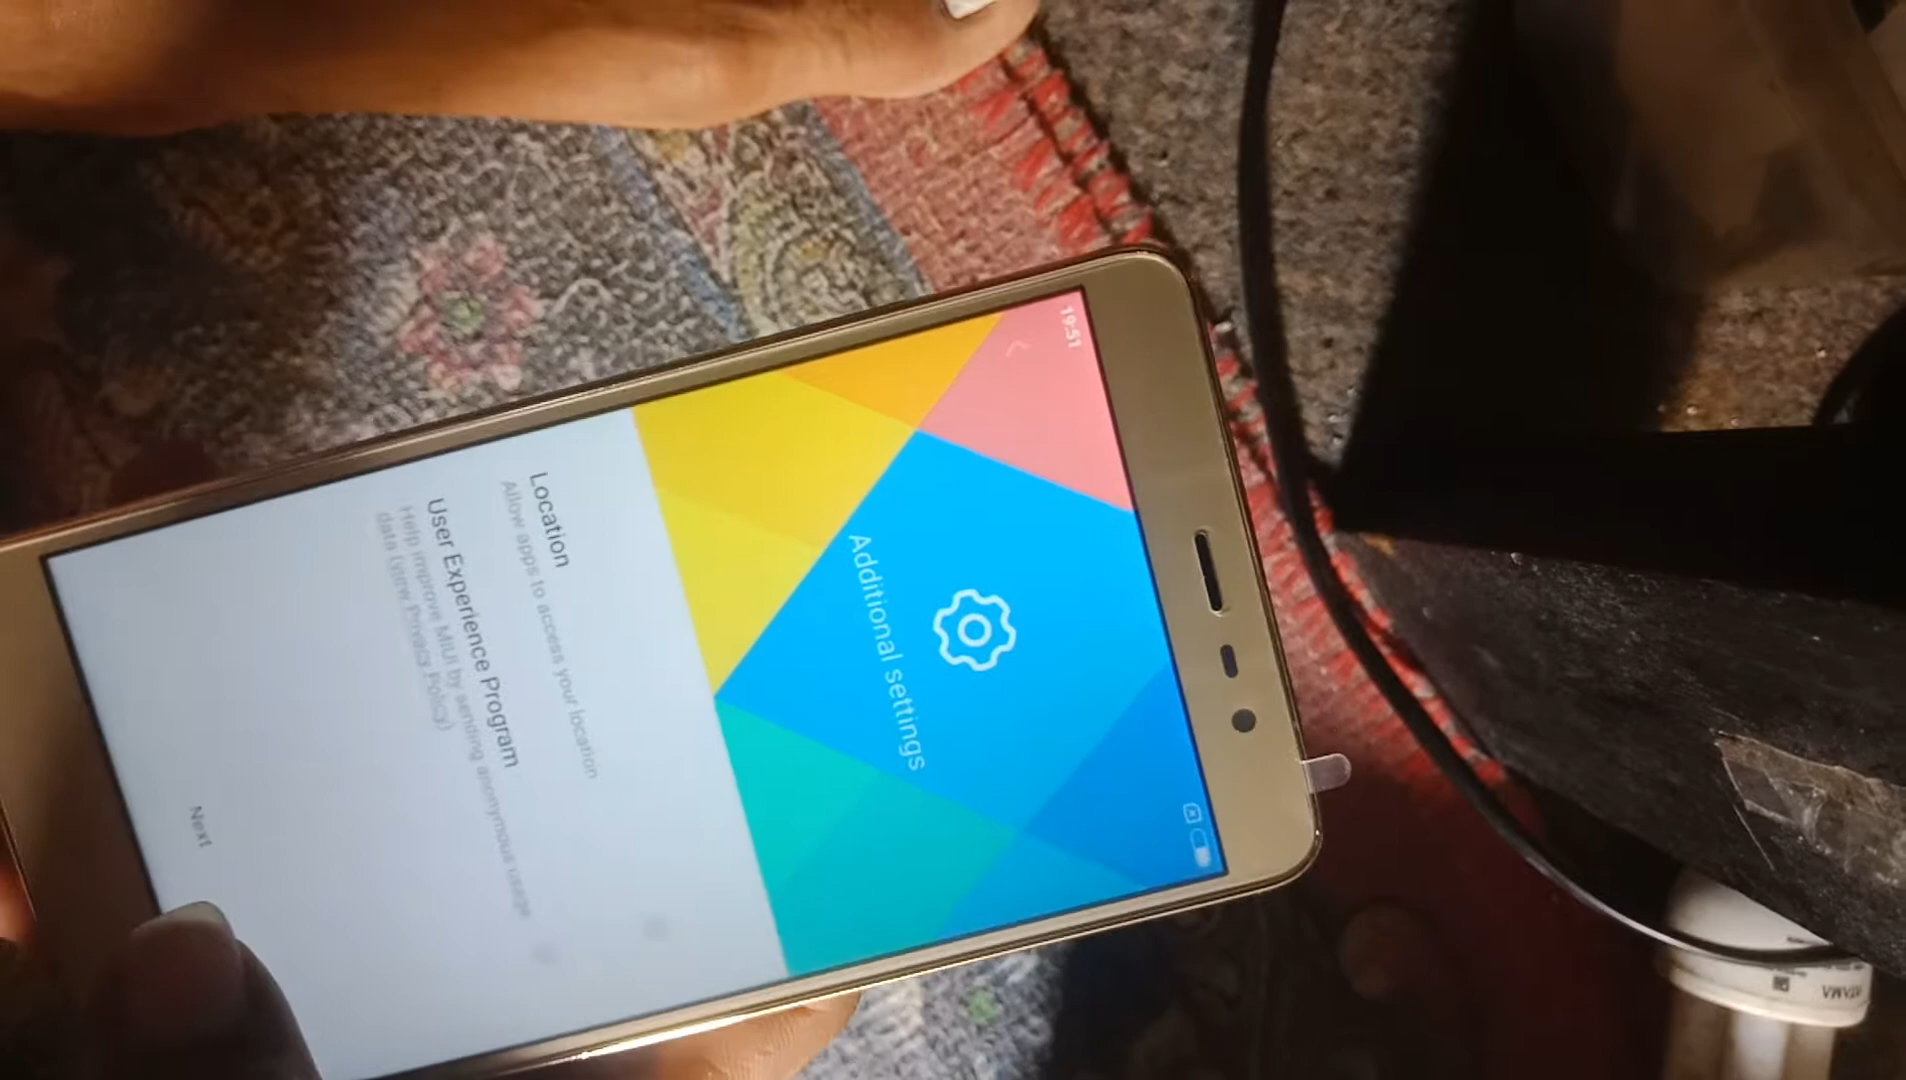 19:51
Additional settings
Location
Allow apps to access your location
User Experience Program
Help improve MIUI by sending anonymous usage
data (view Privacy Policy)
Next
ATAMA